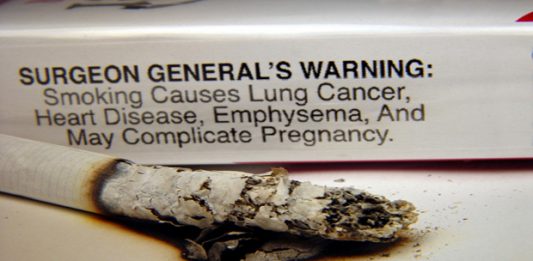 SURGEON GENERAL'S WARNING:
Smoking Causes Lung Cancer,
Heart Disease, Emphysema, And
May Complicate Pregnancy.